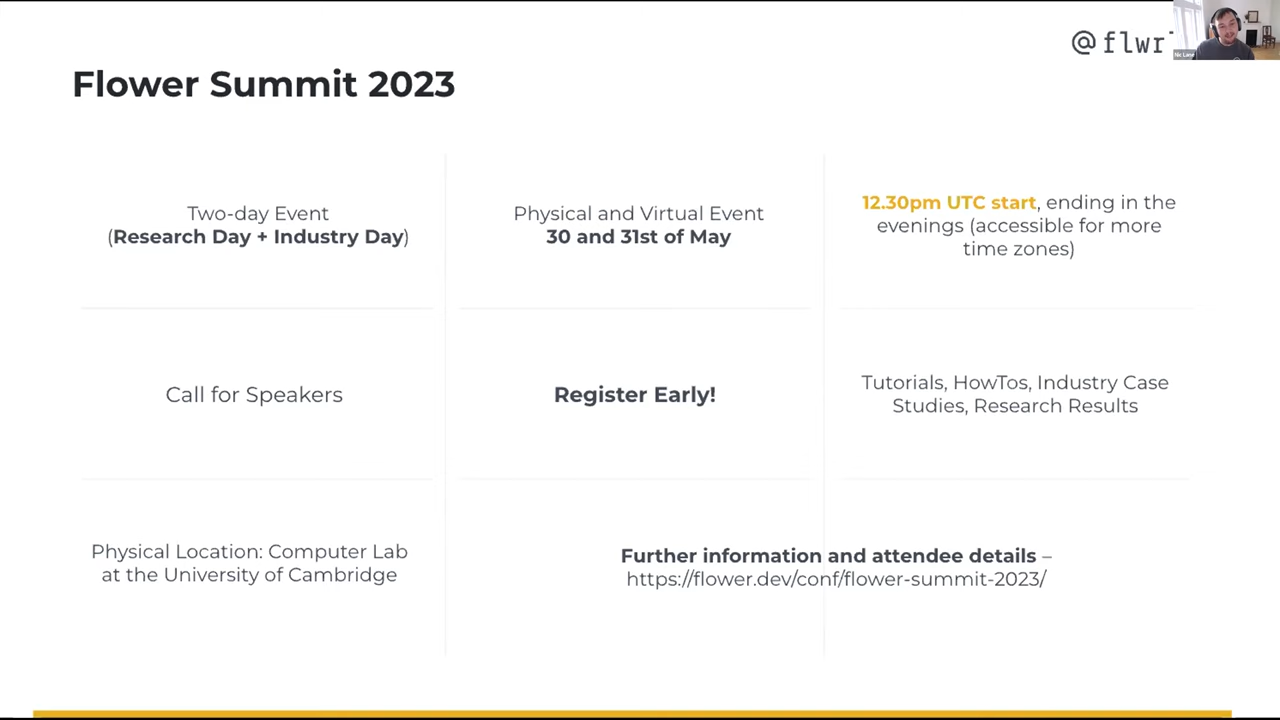 @flwr
Nic Lane
Flower Summit 2023
Two-day Event
(Research Day + Industry Day)
Physical and Virtual Event
30 and 31st of May
12.30pm UTC start, ending in the
evenings (accessible for more
time zones)
Call for Speakers
Register Early!
Tutorials, HowTos, Industry Case
Studies, Research Results
Physical Location: Computer Lab
at the University of Cambridge
Further information and attendee details –
https://flower.dev/conf/flower-summit-2023/